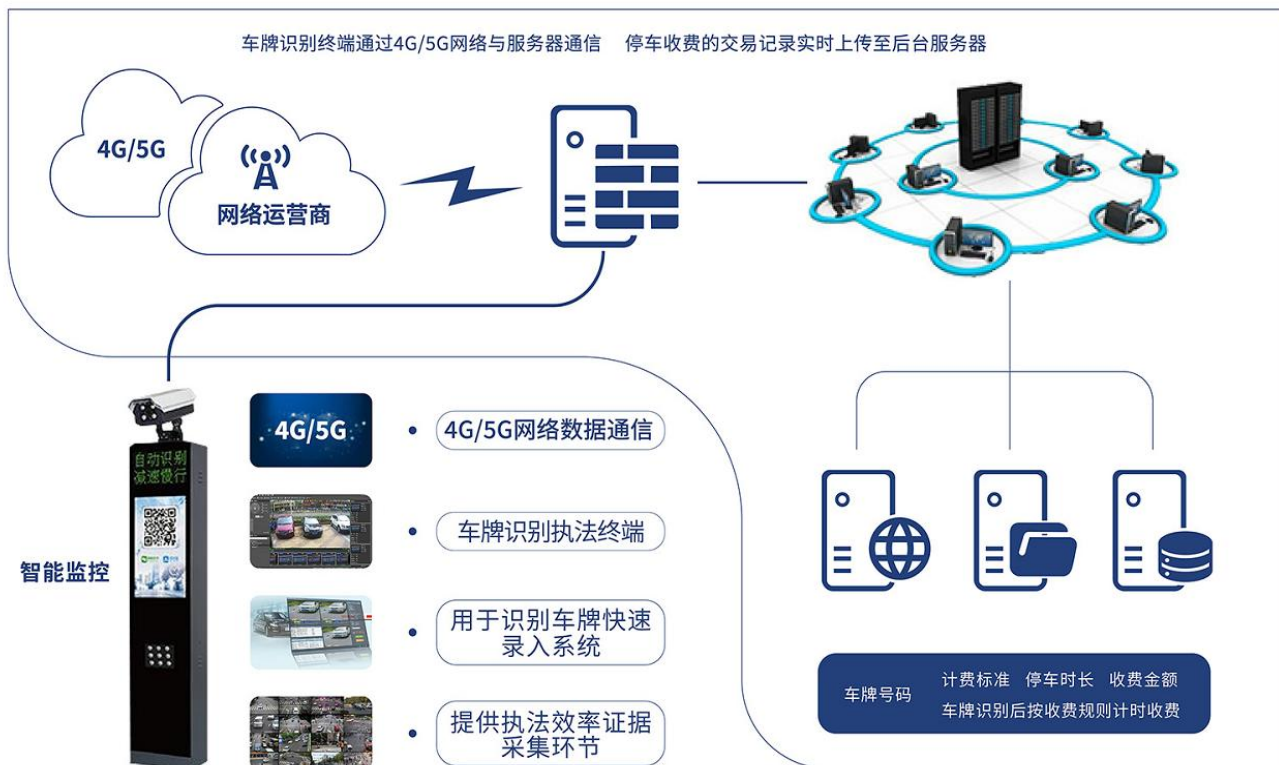 车牌识别终端通过4G/5G网络与服务器通信 停车收费的交易记录实时上传至后台服务器
4G/5G
网络运营商
自动识别
减速慢行
智能监控
4G/5G
4G/5G网络数据通信
车牌识别执法终端
用于识别车牌快速
录入系统
提供执法效率证据
采集环节
车牌号码
计费标准 停车时长 收费金额
车牌识别后按收费规则计时收费